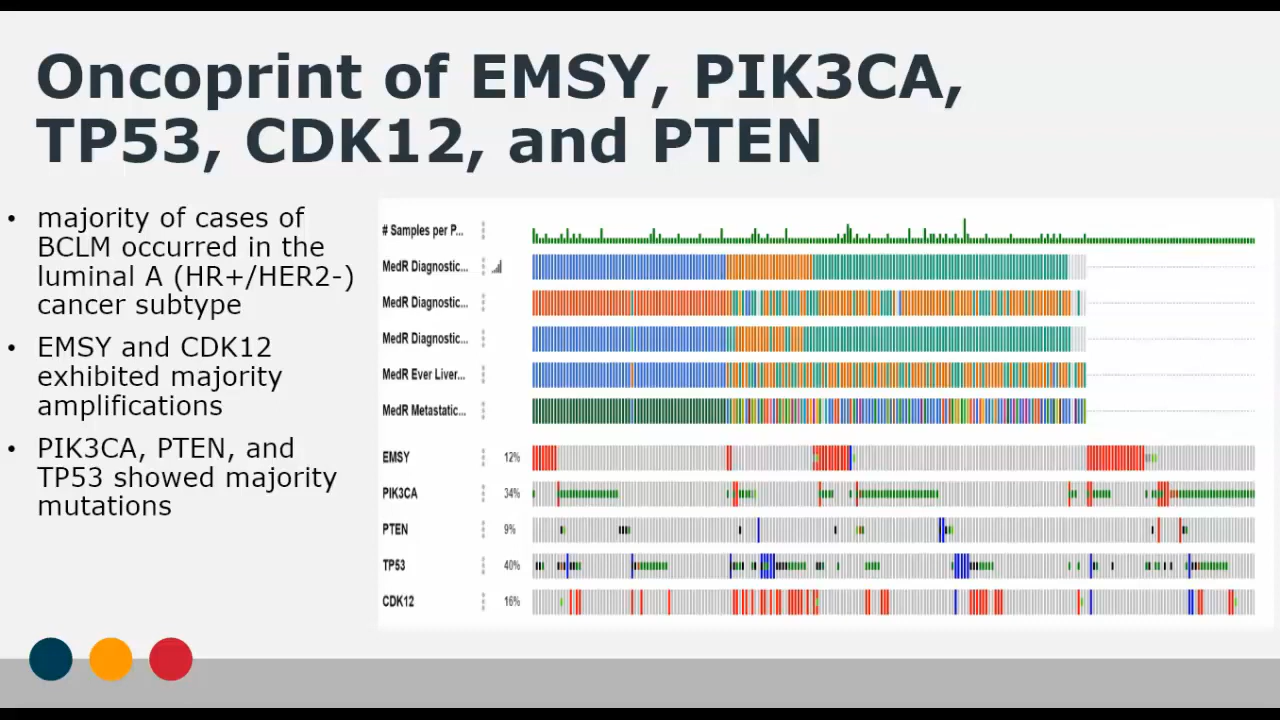 Oncoprint of EMSY, PIK3CA,
TP53, CDK12, and PTEN
• majority of cases of
BCLM occurred in the
luminal A (HR+/HER2-)
cancer subtype
• EMSY and CDK12
exhibited majority
amplifications
• PIK3CA, PTEN, and
TP53 showed majority
mutations
# Samples per P...
MedR Diagnostic...
MedR Diagnostic...
MedR Diagnostic...
MedR Ever Liver...
MedR Metastatic...
EMSY 12%
PIK3CA 34%
PTEN 9%
TP53 40%
CDK12 16%